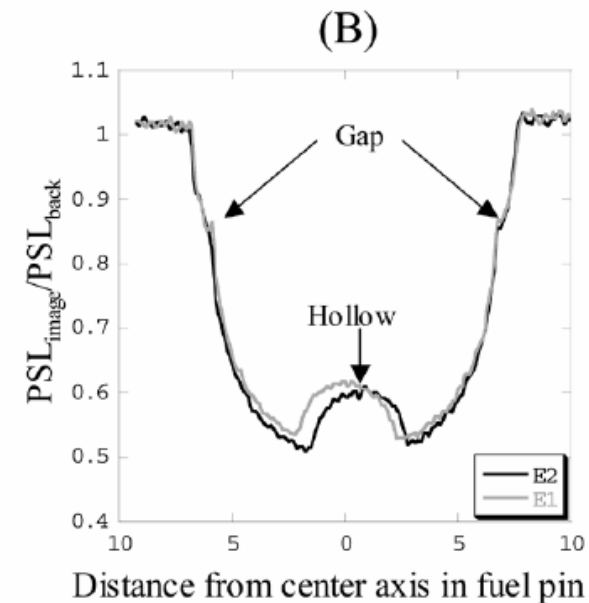 (B)
1.1
1
0.9
0.8
0.7
0.6
0.5
0.4
PSLimage/PSLback
Gap
Hollow
E2
E1
10 5 0 5 10
Distance from center axis in fuel pin